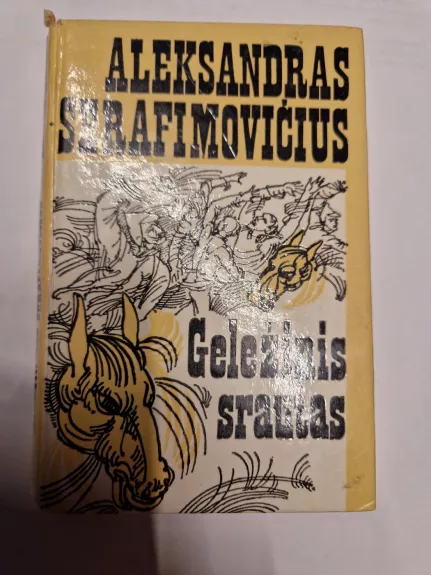 ALEKSANDRAS
SERAFIMOVIČIUS
Geležinis
srautas